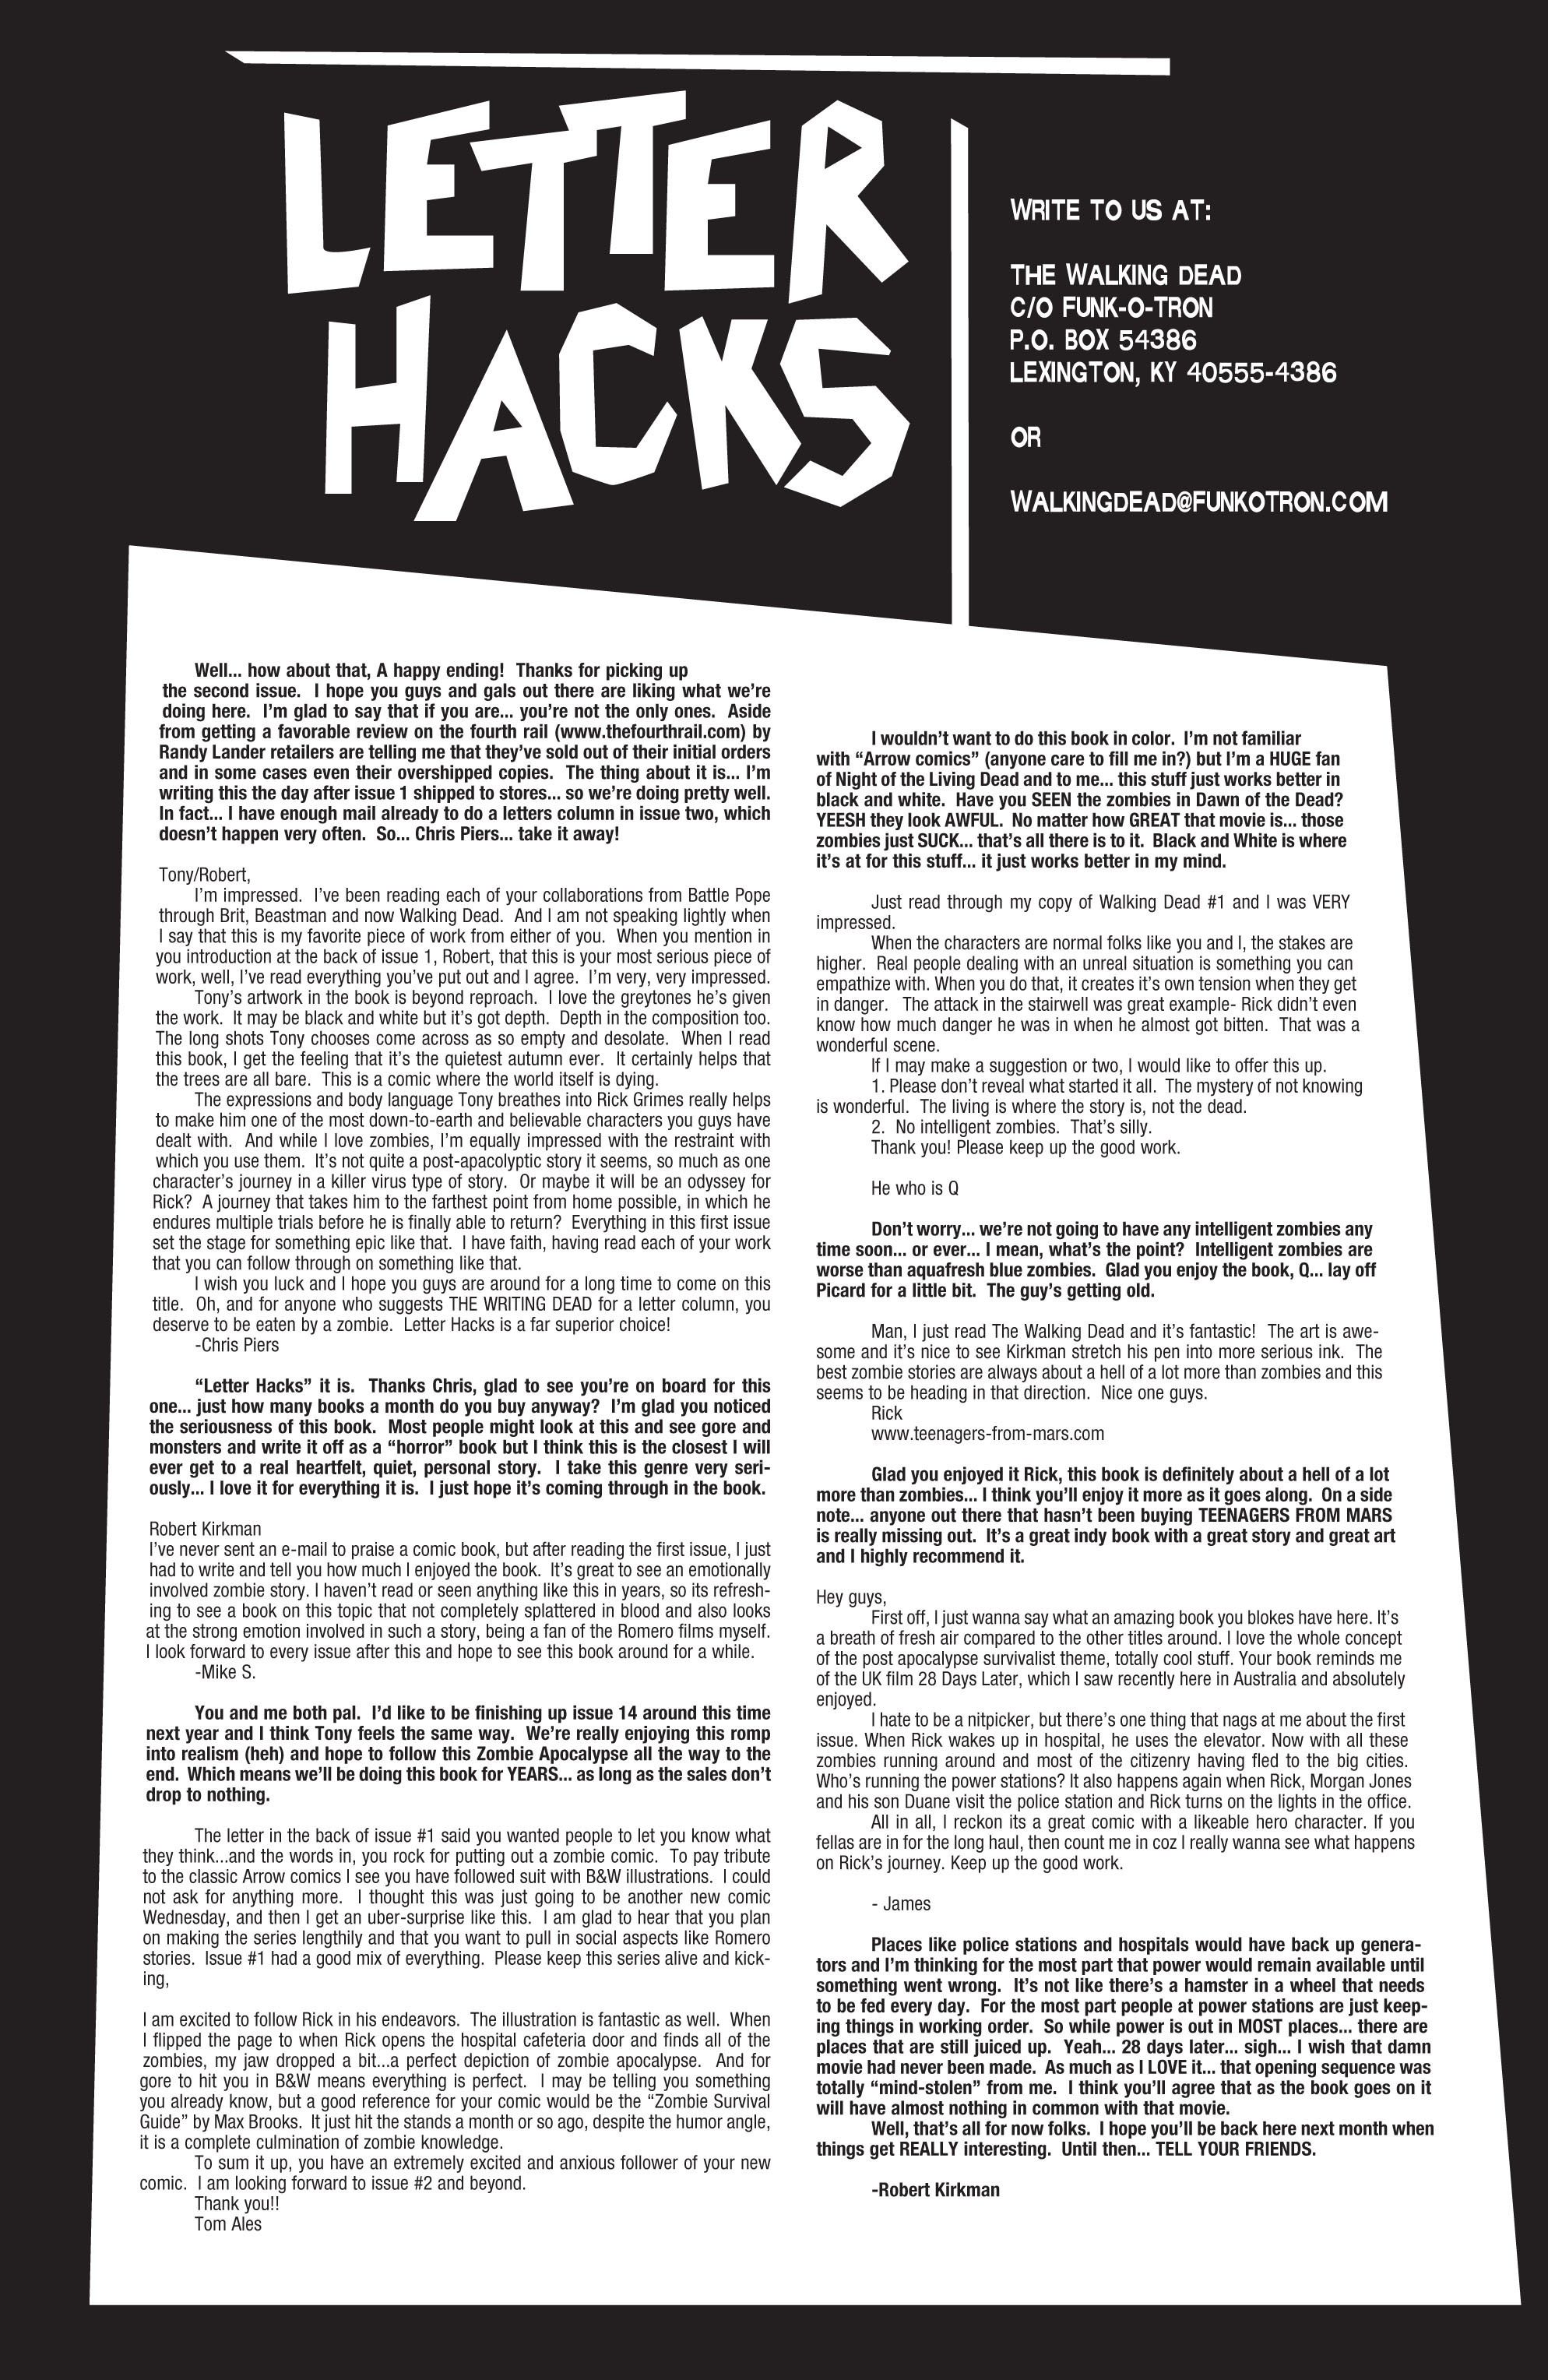 LETTER
HACKS
WRITE TO US AT:
THE WALKING DEAD
C/O FUNK-O-TRON
P.O. BOX 54386
LEXINGTON, KY 40555-4386
OR
WALKINGDEAD@FUNKOTRON.COM
Well... how about that, A happy ending!  Thanks for picking up
the second issue.  I hope you guys and gals out there are liking what we're
doing here.  I'm glad to say that if you are... you're not the only ones.  Aside
from getting a favorable review on the fourth rail (www.thefourthrail.com) by
Randy Lander retailers are telling me that they've sold out of their initial orders
and in some cases even their overshipped copies.  The thing about it is... I'm
writing this the day after issue 1 shipped to stores... so we're doing pretty well.
In fact... I have enough mail already to do a letters column in issue two, which
doesn't happen very often.  So... Chris Piers... take it away!
Tony/Robert,
I'm impressed.  I've been reading each of your collaborations from Battle Pope
through Brit, Beastman and now Walking Dead.  And I am not speaking lightly when
I say that this is my favorite piece of work from either of you.  When you mention in
you introduction at the back of issue 1, Robert, that this is your most serious piece of
work, well, I've read everything you've put out and I agree.  I'm very, very impressed.
Tony's artwork in the book is beyond reproach.  I love the greytones he's given
the work.  It may be black and white but it's got depth.  Depth in the composition too.
The long shots Tony chooses come across as so empty and desolate.  When I read
this book, I get the feeling that it's the quietest autumn ever.  It certainly helps that
the trees are all bare.  This is a comic where the world itself is dying.
The expressions and body language Tony breathes into Rick Grimes really helps
to make him one of the most down-to-earth and believable characters you guys have
dealt with.  And while I love zombies, I'm equally impressed with the restraint with
which you use them.  It's not quite a post-apacolyptic story it seems, so much as one
character's journey in a killer virus type of story.  Or maybe it will be an odyssey for
Rick?  A journey that takes him to the farthest point from home possible, in which he
endures multiple trials before he is finally able to return?  Everything in this first issue
set the stage for something epic like that.  I have faith, having read each of your work
that you can follow through on something like that.
I wish you luck and I hope you guys are around for a long time to come on this
title.  Oh, and for anyone who suggests THE WRITING DEAD for a letter column, you
deserve to be eaten by a zombie.  Letter Hacks is a far superior choice!
-Chris Piers
"Letter Hacks" it is.  Thanks Chris, glad to see you're on board for this
one... just how many books a month do you buy anyway?  I'm glad you noticed
the seriousness of this book.  Most people might look at this and see gore and
monsters and write it off as a "horror" book but I think this is the closest I will
ever get to a real heartfelt, quiet, personal story.  I take this genre very seri-
ously... I love it for everything it is.  I just hope it's coming through in the book.
Robert Kirkman
I've never sent an e-mail to praise a comic book, but after reading the first issue, I just
had to write and tell you how much I enjoyed the book.  It's great to see an emotionally
involved zombie story. I haven't read or seen anything like this in years, so its refresh-
ing to see a book on this topic that not completely splattered in blood and also looks
at the strong emotion involved in such a story, being a fan of the Romero films myself.
I look forward to every issue after this and hope to see this book around for a while.
-Mike S.
You and me both pal.  I'd like to be finishing up issue 14 around this time
next year and I think Tony feels the same way.  We're really enjoying this romp
into realism (heh) and hope to follow this Zombie Apocalypse all the way to the
end.  Which means we'll be doing this book for YEARS... as long as the sales don't
drop to nothing.
The letter in the back of issue #1 said you wanted people to let you know what
they think...and the words in, you rock for putting out a zombie comic.  To pay tribute
to the classic Arrow comics I see you have followed suit with B&W illustrations.  I could
not ask for anything more.  I thought this was just going to be another new comic
Wednesday, and then I get an uber-surprise like this.  I am glad to hear that you plan
on making the series lengthily and that you want to pull in social aspects like Romero
stories.  Issue #1 had a good mix of everything.  Please keep this series alive and kick-
ing,
I am excited to follow Rick in his endeavors.  The illustration is fantastic as well.  When
I flipped the page to when Rick opens the hospital cafeteria door and finds all of the
zombies, my jaw dropped a bit...a perfect depiction of zombie apocalypse.  And for
gore to hit you in B&W means everything is perfect.  I may be telling you something
you already know, but a good reference for your comic would be the "Zombie Survival
Guide" by Max Brooks.  It just hit the stands a month or so ago, despite the humor angle,
it is a complete culmination of zombie knowledge.
To sum it up, you have an extremely excited and anxious follower of your new
comic.  I am looking forward to issue #2 and beyond.
Thank you!!
Tom Ales
I wouldn't want to do this book in color.  I'm not familiar
with "Arrow comics" (anyone care to fill me in?) but I'm a HUGE fan
of Night of the Living Dead and to me... this stuff just works better in
black and white.  Have you SEEN the zombies in Dawn of the Dead?
YEESH they look AWFUL.  No matter how GREAT that movie is... those
zombies just SUCK... that's all there is to it.  Black and White is where
it's at for this stuff... it just works better in my mind.
Just read through my copy of Walking Dead #1 and I was VERY
impressed.
When the characters are normal folks like you and I, the stakes are
higher.  Real people dealing with an unreal situation is something you can
empathize with. When you do that, it creates it's own tension when they get
in danger.   The attack in the stairwell was great example- Rick didn't even
know how much danger he was in when he almost got bitten.  That was a
wonderful scene.
If I may make a suggestion or two, I would like to offer this up.
1. Please don't reveal what started it all.  The mystery of not knowing
is wonderful.  The living is where the story is, not the dead.
2.  No intelligent zombies.  That's silly.
Thank you! Please keep up the good work.
He who is Q
Don't worry... we're not going to have any intelligent zombies any
time soon... or ever... I mean, what's the point?  Intelligent zombies are
worse than aquafresh blue zombies.  Glad you enjoy the book, Q... lay off
Picard for a little bit.  The guy's getting old.
Man, I just read The Walking Dead and it's fantastic!  The art is awe-
some and it's nice to see Kirkman stretch his pen into more serious ink.  The
best zombie stories are always about a hell of a lot more than zombies and this
seems to be heading in that direction.  Nice one guys.
Rick
www.teenagers-from-mars.com
Glad you enjoyed it Rick, this book is definitely about a hell of a lot
more than zombies... I think you'll enjoy it more as it goes along.  On a side
note... anyone out there that hasn't been buying TEENAGERS FROM MARS
is really missing out.  It's a great indy book with a great story and great art
and I highly recommend it.
Hey guys,
First off, I just wanna say what an amazing book you blokes have here. It's
a breath of fresh air compared to the other titles around. I love the whole concept
of the post apocalypse survivalist theme, totally cool stuff. Your book reminds me
of the UK film 28 Days Later, which I saw recently here in Australia and absolutely
enjoyed.
I hate to be a nitpicker, but there's one thing that nags at me about the first
issue. When Rick wakes up in hospital, he uses the elevator. Now with all these
zombies running around and most of the citizenry having fled to the big cities.
Who's running the power stations? It also happens again when Rick, Morgan Jones
and his son Duane visit the police station and Rick turns on the lights in the office.
All in all, I reckon its a great comic with a likeable hero character. If you
fellas are in for the long haul, then count me in coz I really wanna see what happens
on Rick's journey. Keep up the good work.
- James
Places like police stations and hospitals would have back up genera-
tors and I'm thinking for the most part that power would remain available until
something went wrong.  It's not like there's a hamster in a wheel that needs
to be fed every day.  For the most part people at power stations are just keep-
ing things in working order.  So while power is out in MOST places... there are
places that are still juiced up.  Yeah... 28 days later... sigh... I wish that damn
movie had never been made.  As much as I LOVE it... that opening sequence was
totally "mind-stolen" from me.  I think you'll agree that as the book goes on it
will have almost nothing in common with that movie.
Well, that's all for now folks.  I hope you'll be back here next month when
things get REALLY interesting.  Until then... TELL YOUR FRIENDS.
-Robert Kirkman